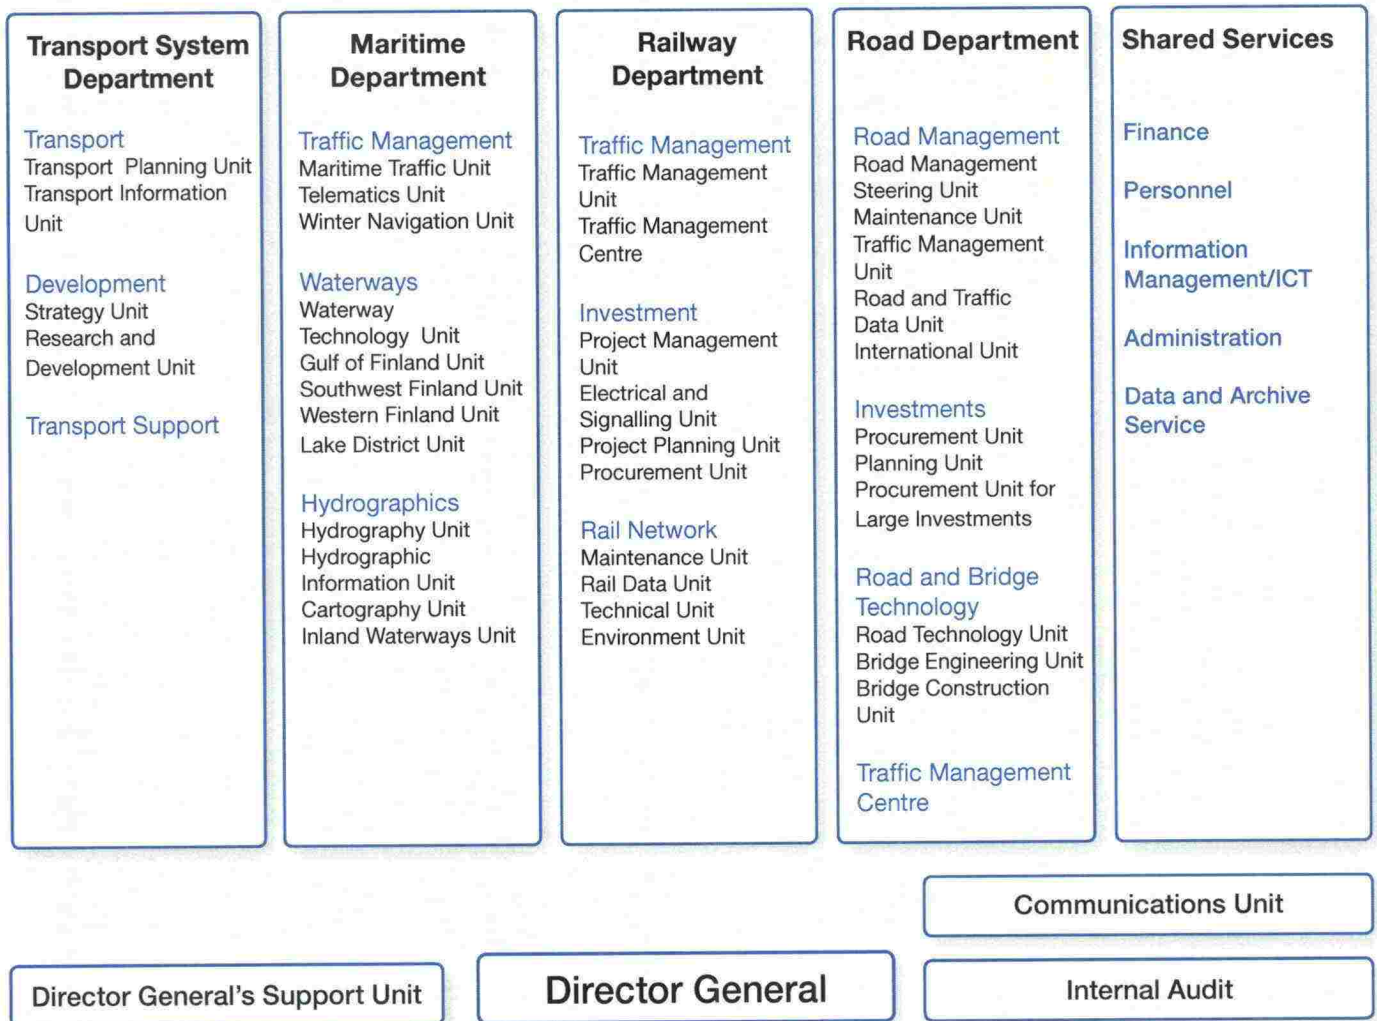 Transport System
Department
Transport
Transport Planning Unit
Transport Information
Unit
Development
Strategy Unit
Research and
Development Unit
Transport Support
Maritime
Department
Traffic Management
Maritime Traffic Unit
Telematics Unit
Winter Navigation Unit
Waterways
Waterway
Technology Unit
Gulf of Finland Unit
Southwest Finland Unit
Western Finland Unit
Lake District Unit
Hydrographics
Hydrography Unit
Hydrographic
Information Unit
Cartography Unit
Inland Waterways Unit
Railway
Department
Traffic Management
Traffic Management
Unit
Traffic Management
Centre
Investment
Project Management
Unit
Electrical and
Signalling Unit
Project Planning Unit
Procurement Unit
Rail Network
Maintenance Unit
Rail Data Unit
Technical Unit
Environment Unit
Road Department
Road Management
Road Management
Steering Unit
Maintenance Unit
Traffic Management
Unit
Road and Traffic
Data Unit
International Unit
Investments
Procurement Unit
Planning Unit
Procurement Unit for
Large Investments
Road and Bridge
Technology
Road Technology Unit
Bridge Engineering Unit
Bridge Construction
Unit
Traffic Management
Centre
Shared Services
Finance
Personnel
Information
Management/ICT
Administration
Data and Archive
Service
Communications Unit
Director General's Support Unit
Director General
Internal Audit